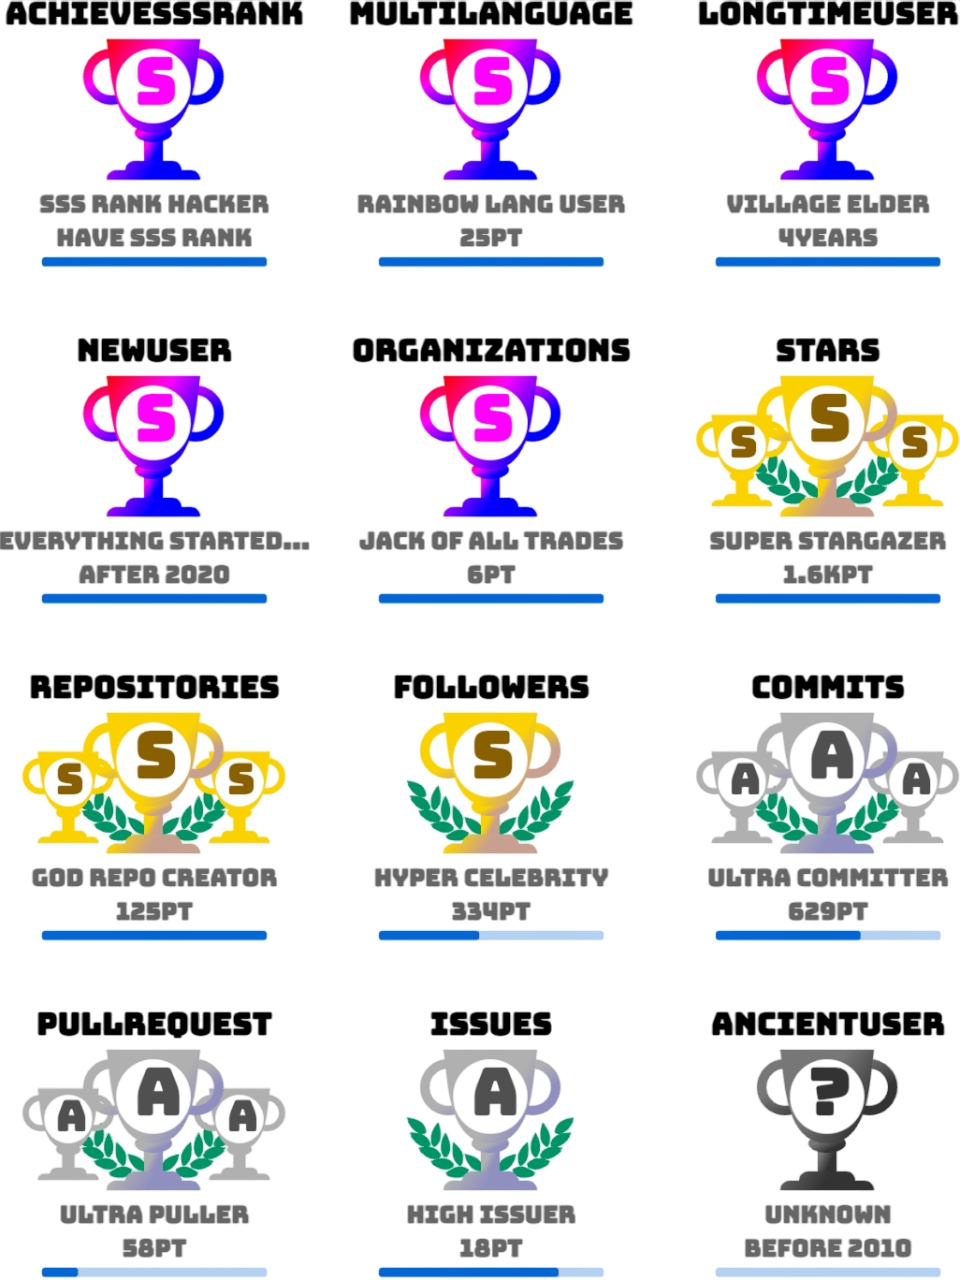 ACHIEVESSSRANK
S
SSS RANK HACKER
HAVE SSS RANK
MULTILANGUAGE
S
RAINBOW LANG USER
25PT
LONGTIMEUSER
S
VILLAGE ELDER
4YEARS
NEWUSER
S
EVERYTHING STARTED...
AFTER 2020
ORGANIZATIONS
S
JACK OF ALL TRADES
6PT
STARS
S S S
SUPER STARGAZER
1.6KPT
REPOSITORIES
S S S
GOD REPO CREATOR
125PT
FOLLOWERS
S
HYPER CELEBRITY
334PT
COMMITS
A A A
ULTRA COMMITTER
629PT
PULLREQUEST
A A A
ULTRA PULLER
58PT
ISSUES
A
HIGH ISSUER
18PT
ANCIENTUSER
?
UNKNOWN
BEFORE 2010